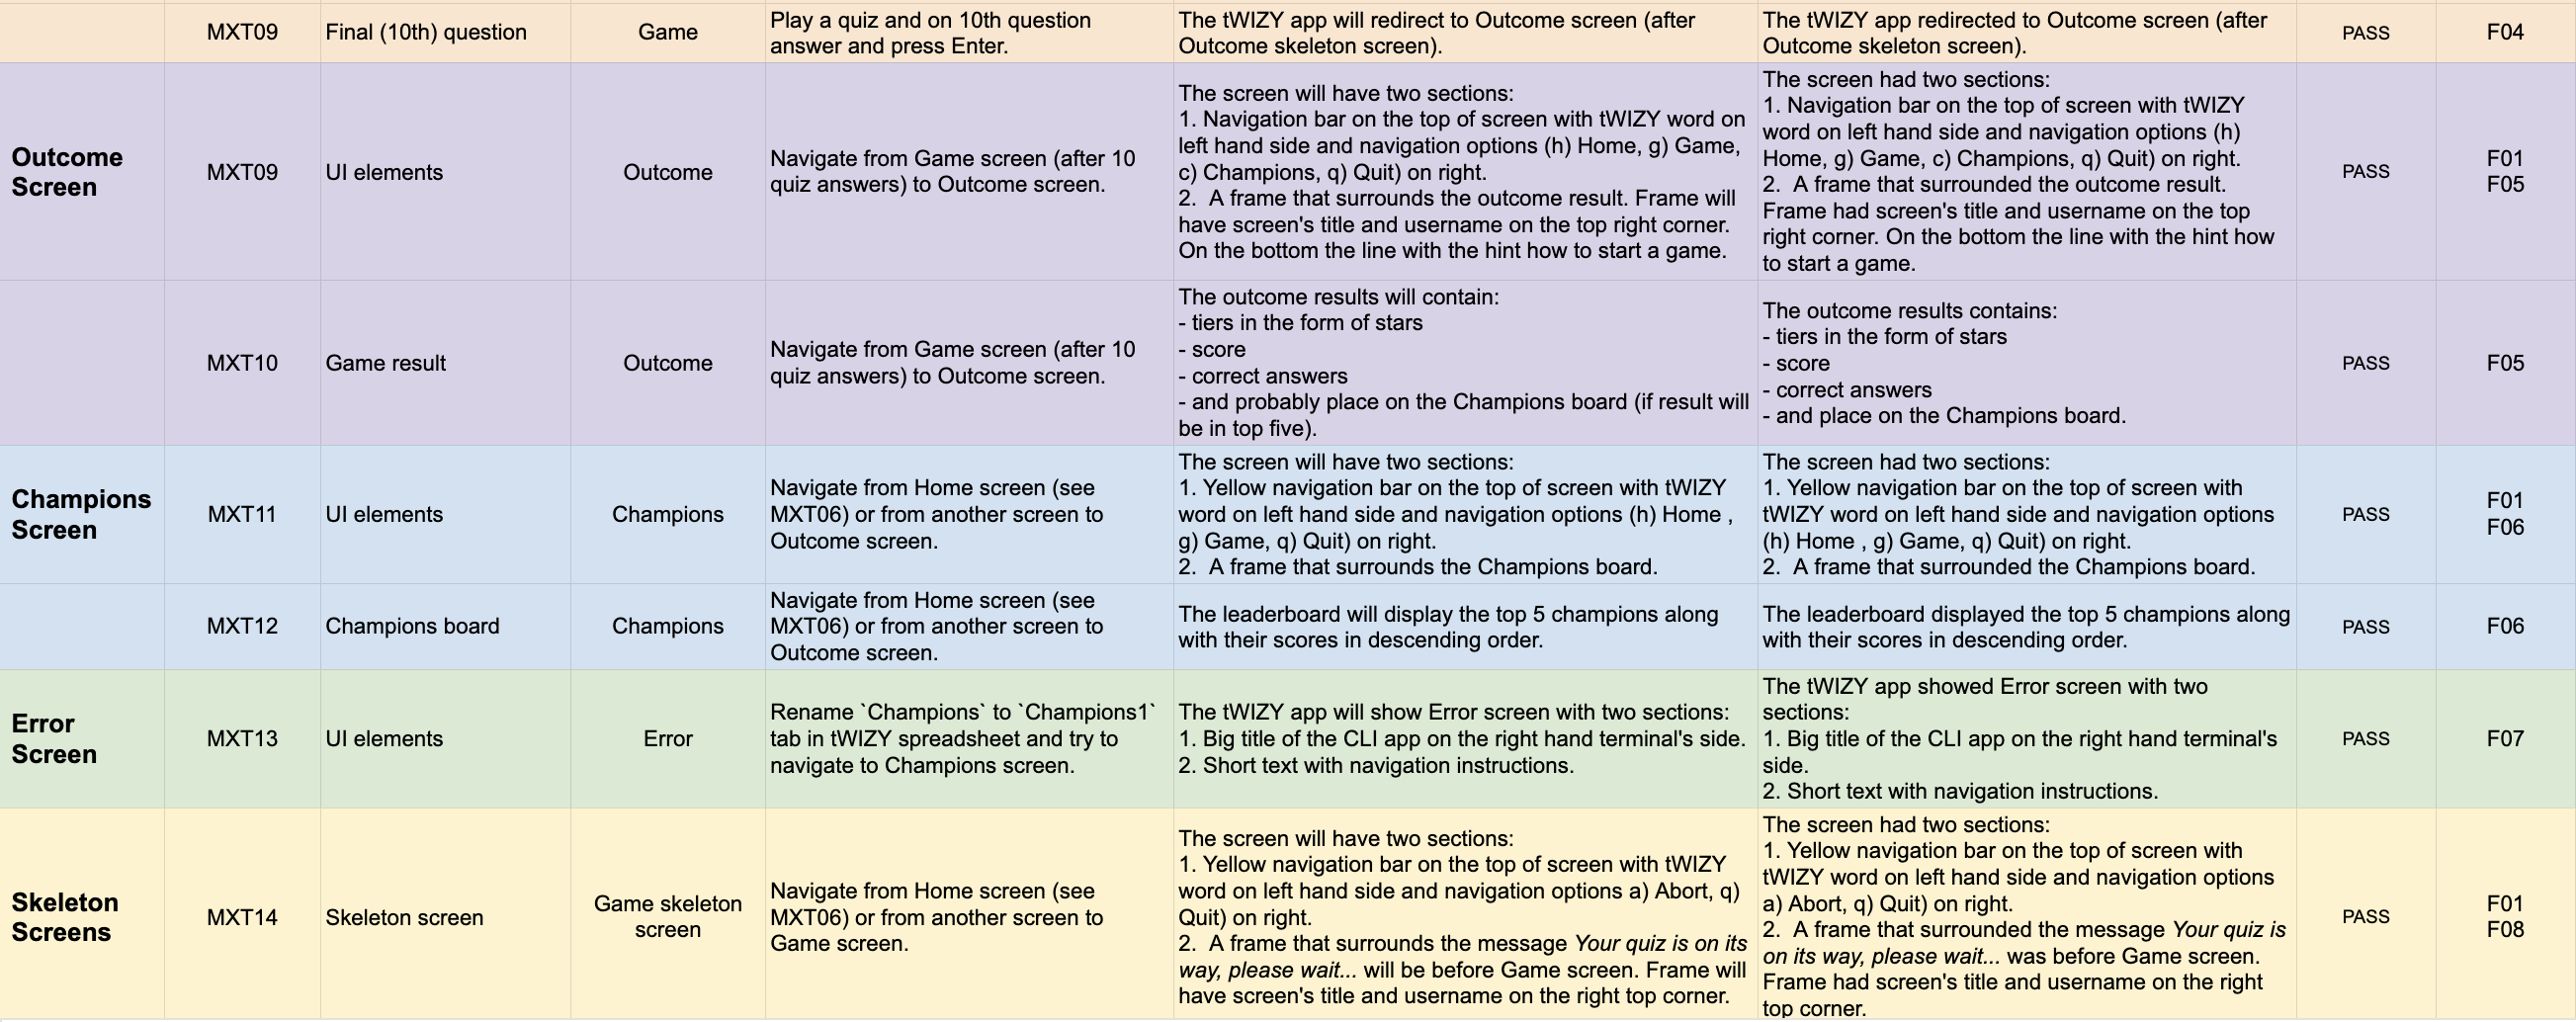 MXT09
Final (10th) question
Game
Play a quiz and on 10th question
answer and press Enter.
The tWIZY app will redirect to Outcome screen (after
Outcome skeleton screen).
The tWIZY app redirected to Outcome screen (after
Outcome skeleton screen).
PASS
F04
Outcome
Screen
MXT09
UI elements
Outcome
Navigate from Game screen (after 10
quiz answers) to Outcome screen.
The screen will have two sections:
1. Navigation bar on the top of screen with tWIZY word on
left hand side and navigation options (h) Home, g) Game,
c) Champions, q) Quit) on right.
2.  A frame that surrounds the outcome result. Frame will
have screen's title and username on the top right corner.
On the bottom the line with the hint how to start a game.
The screen had two sections:
1. Navigation bar on the top of screen with tWIZY
word on left hand side and navigation options (h)
Home, g) Game, c) Champions, q) Quit) on right.
2.  A frame that surrounded the outcome result.
Frame had screen's title and username on the top
right corner. On the bottom the line with the hint how
to start a game.
PASS
F01
F05
MXT10
Game result
Outcome
Navigate from Game screen (after 10
quiz answers) to Outcome screen.
The outcome results will contain:
- tiers in the form of stars
- score
- correct answers
- and probably place on the Champions board (if result will
be in top five).
The outcome results contains:
- tiers in the form of stars
- score
- correct answers
- and place on the Champions board.
PASS
F05
Champions
Screen
MXT11
UI elements
Champions
Navigate from Home screen (see
MXT06) or from another screen to
Outcome screen.
The screen will have two sections:
1. Yellow navigation bar on the top of screen with tWIZY
word on left hand side and navigation options (h) Home ,
g) Game, q) Quit) on right.
2.  A frame that surrounds the Champions board.
The screen had two sections:
1. Yellow navigation bar on the top of screen with
tWIZY word on left hand side and navigation options
(h) Home , g) Game, q) Quit) on right.
2.  A frame that surrounded the Champions board.
PASS
F01
F06
MXT12
Champions board
Champions
Navigate from Home screen (see
MXT06) or from another screen to
Outcome screen.
The leaderboard will display the top 5 champions along
with their scores in descending order.
The leaderboard displayed the top 5 champions along
with their scores in descending order.
PASS
F06
Error
Screen
MXT13
UI elements
Error
Rename `Champions` to `Champions1`
tab in tWIZY spreadsheet and try to
navigate to Champions screen.
The tWIZY app will show Error screen with two sections:
1. Big title of the CLI app on the right hand terminal's side.
2. Short text with navigation instructions.
The tWIZY app showed Error screen with two
sections:
1. Big title of the CLI app on the right hand terminal's
side.
2. Short text with navigation instructions.
PASS
F07
Skeleton
Screens
MXT14
Skeleton screen
Game skeleton
screen
Navigate from Home screen (see
MXT06) or from another screen to
Game screen.
The screen will have two sections:
1. Yellow navigation bar on the top of screen with tWIZY
word on left hand side and navigation options a) Abort, q)
Quit) on right.
2.  A frame that surrounds the message Your quiz is on its
way, please wait... will be before Game screen. Frame will
have screen's title and username on the right top corner.
The screen had two sections:
1. Yellow navigation bar on the top of screen with
tWIZY word on left hand side and navigation options
a) Abort, q) Quit) on right.
2.  A frame that surrounded the message Your quiz is
on its way, please wait... was before Game screen.
Frame had screen's title and username on the right
top corner.
PASS
F01
F08